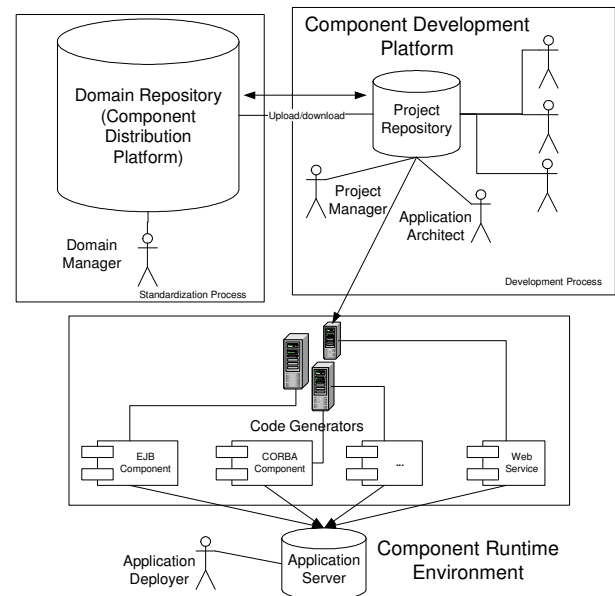 Component Development
Platform
Domain Repository
(Component
Distribution
Platform)
Upload/download
Project
Repository
Project
Manager
Application
Architect
Domain
Manager
Standardization Process
Development Process
Code Generators
EJB
Component
CORBA
Component
...
Web
Service
Application
Deployer
Application
Server
Component Runtime
Environment